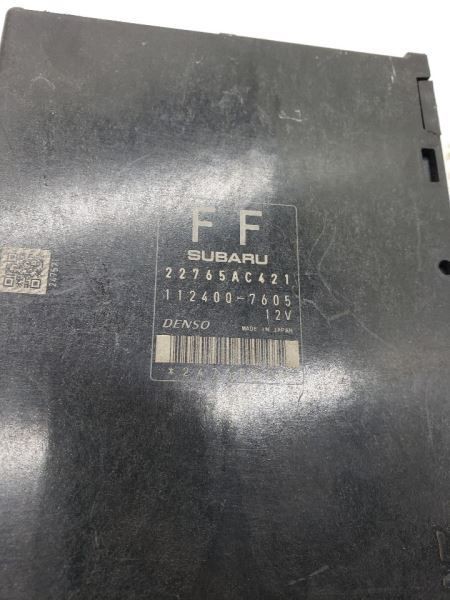 F F
SUBARU
22765AC421
112400-7605
12V
DENSO MADE IN JAPAN